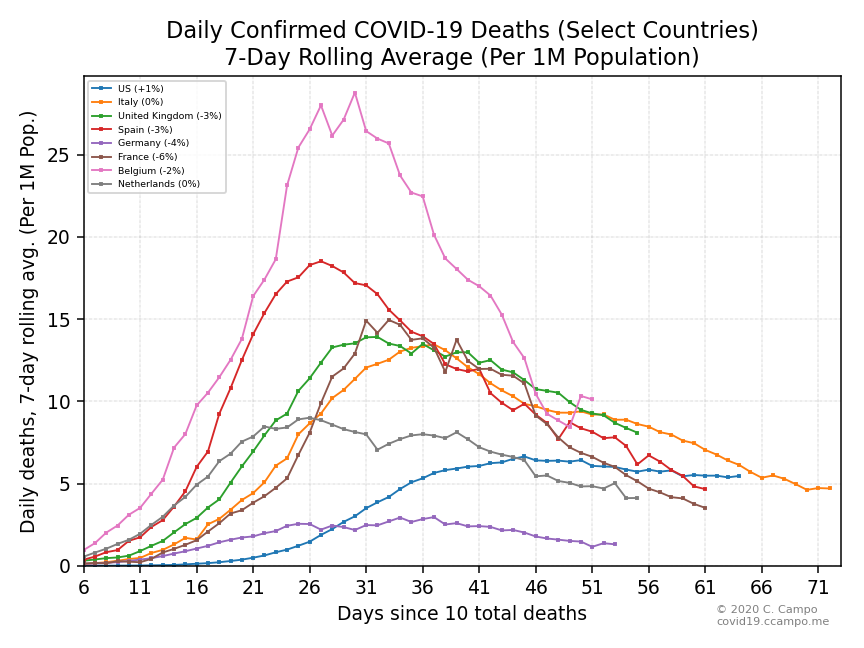 Daily Confirmed COVID-19 Deaths (Select Countries)
7-Day Rolling Average (Per 1M Population)
Daily deaths, 7-day rolling avg. (Per 1M Pop.)
US (+1%)
Italy (0%)
United Kingdom (-3%)
Spain (-3%)
Germany (-4%)
France (-6%)
Belgium (-2%)
Netherlands (0%)
25
20
15
10
5
0
6 11 16 21 26 31 36 41 46 51 56 61 66 71
Days since 10 total deaths
© 2020 C. Campo
covid19.ccampo.me